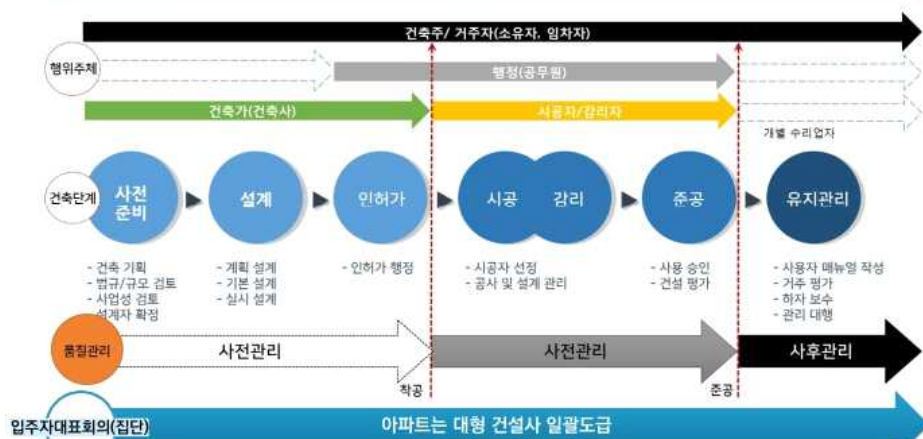 건축주/ 거주자(소유자, 임차자)
행위주체
행정(공무원)
건축가(건축사)
시공자/감리자
개별 수리업자
건축단계
사전
준비
설계
인허가
시공
감리
준공
유지관리
- 건축 기획
- 법규/규모 검토
- 사업성 검토
- 설계자 확정
- 계획 설계
- 기본 설계
- 실시 설계
- 인허가 행정
- 시공자 선정
- 공사 및 설계 관리
- 사용 승인
- 건설 평가
- 사용자 매뉴얼 작성
- 거주 평가
- 하자 보수
- 관리 대행
품질관리
사전관리
사전관리
사후관리
착공
준공
입주자대표회의(집단)
아파트는 대형 건설사 일괄도급